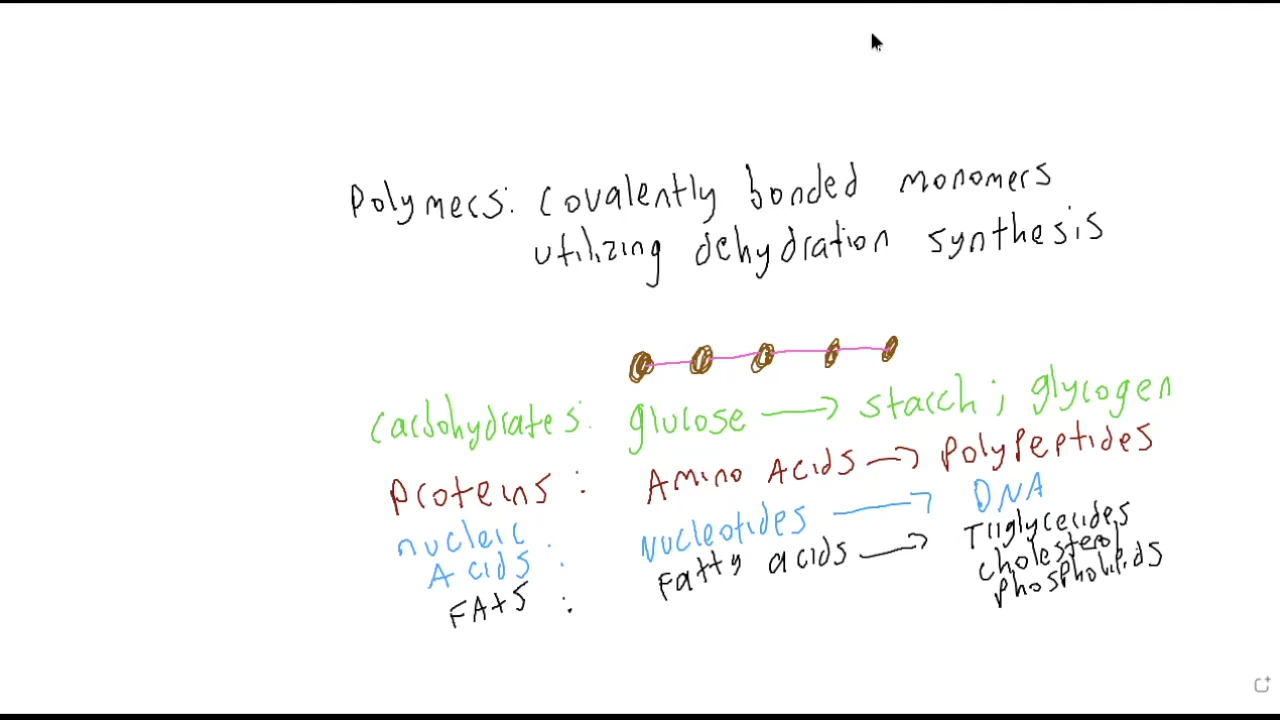 Polymers: covalently bonded monomers
utilizing dehydration synthesis
carbohydrates: glucose → starch; glycogen
Proteins: Amino Acids → Polypeptides
nucleic Acids: Nucleotides → DNA
FAts: Fatty acids → Triglycerides
cholesterol
phospholipids